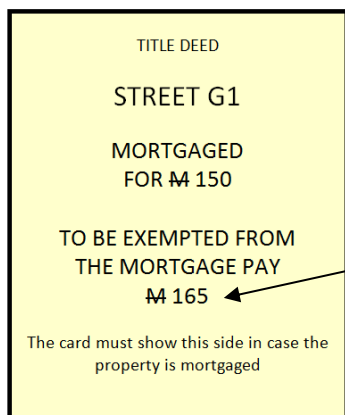 TITLE DEED
STREET G1
MORTGAGED
FOR M 150
TO BE EXEMPTED FROM
THE MORTGAGE PAY
M 165
The card must show this side in case the
property is mortgaged